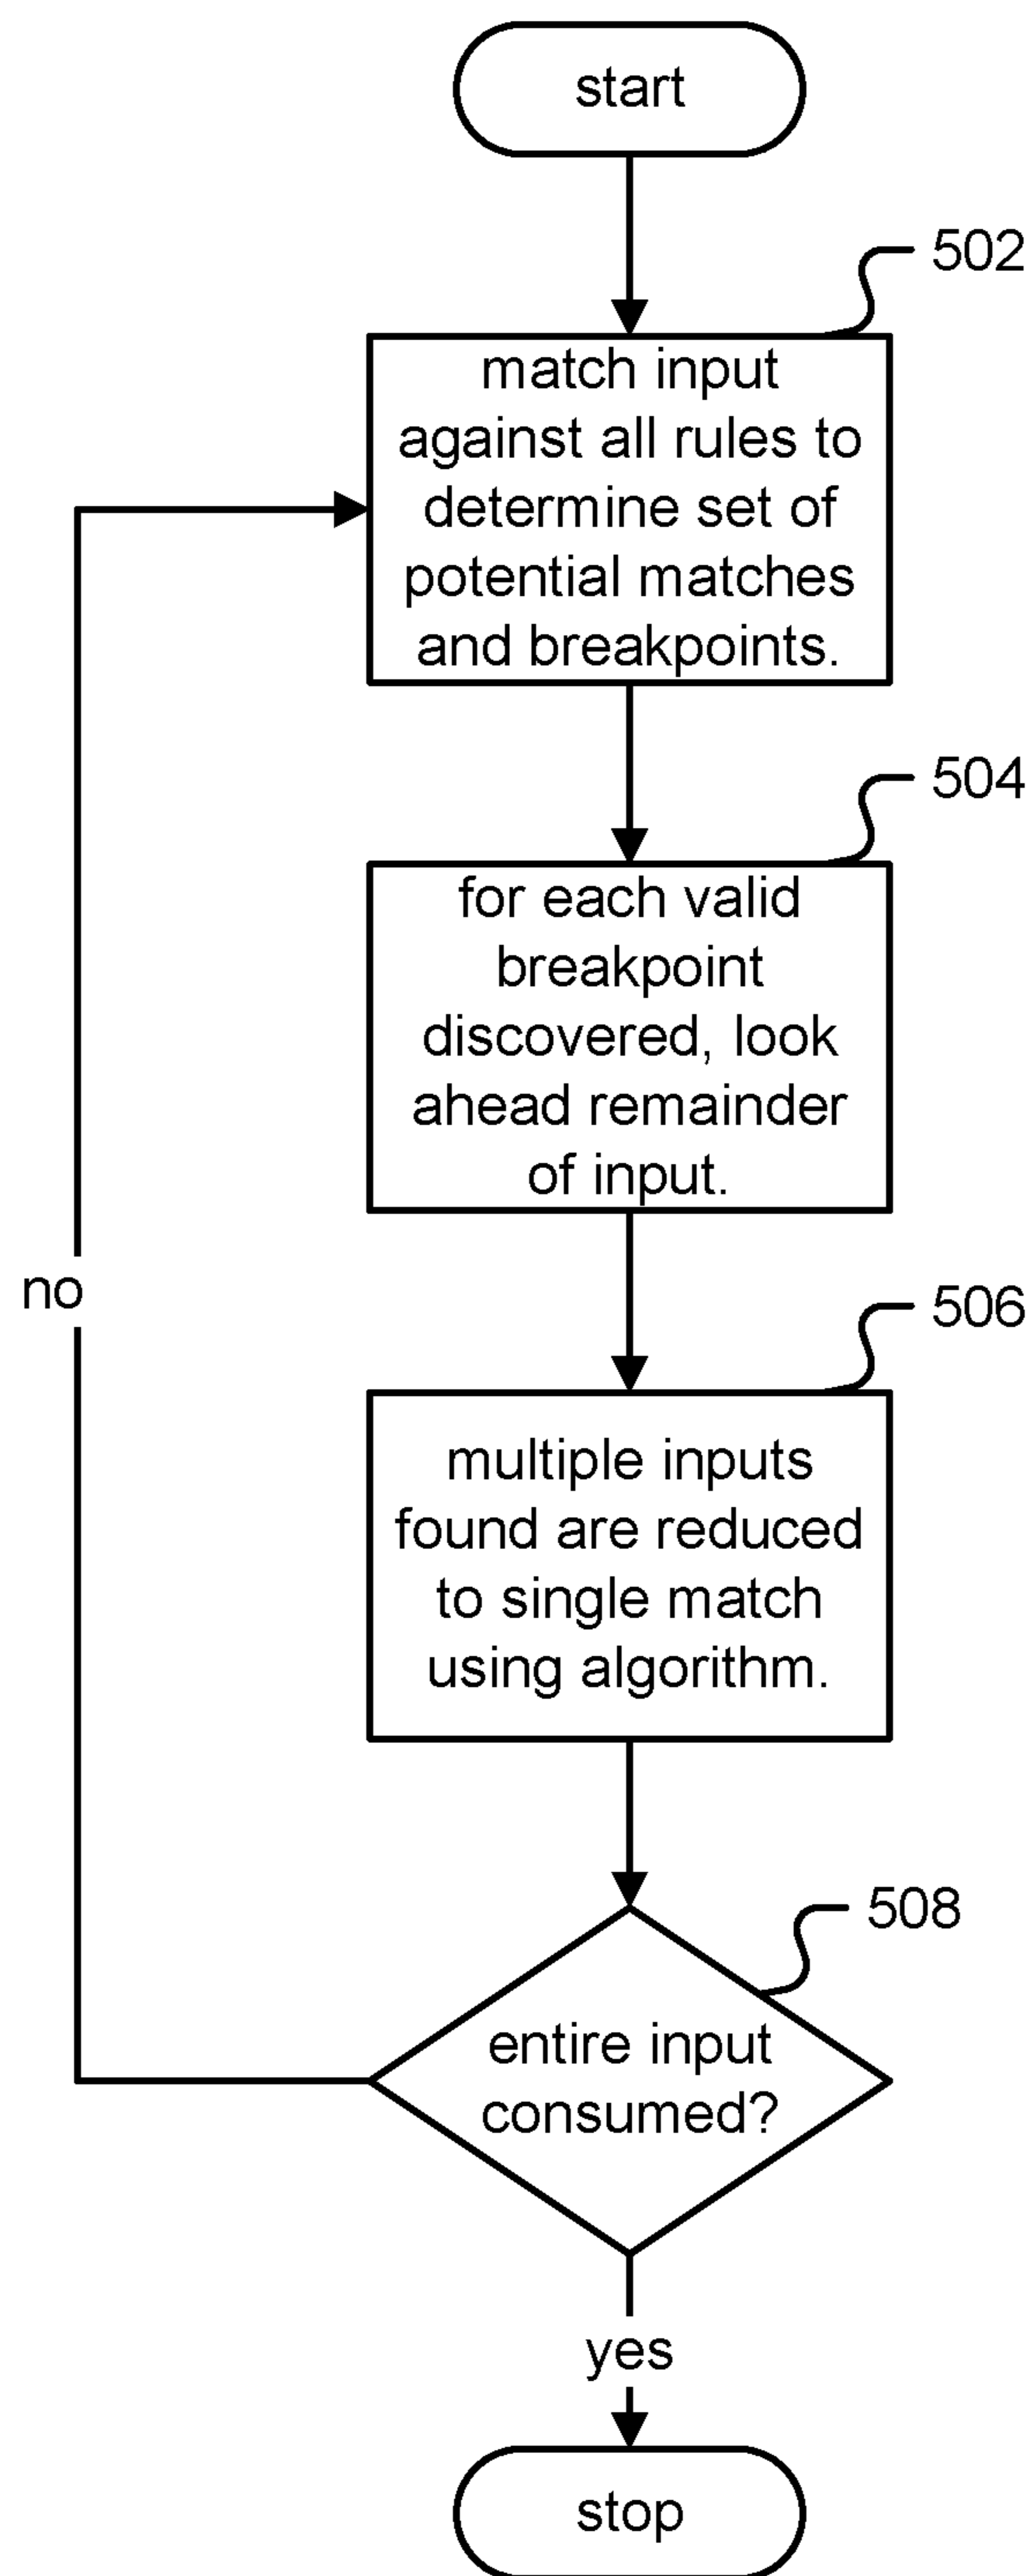 start
502
match input
against all rules to
determine set of
potential matches
and breakpoints.
504
for each valid
breakpoint
discovered, look
ahead remainder
of input.
no
506
multiple inputs
found are reduced
to single match
using algorithm.
508
entire input
consumed?
yes
stop